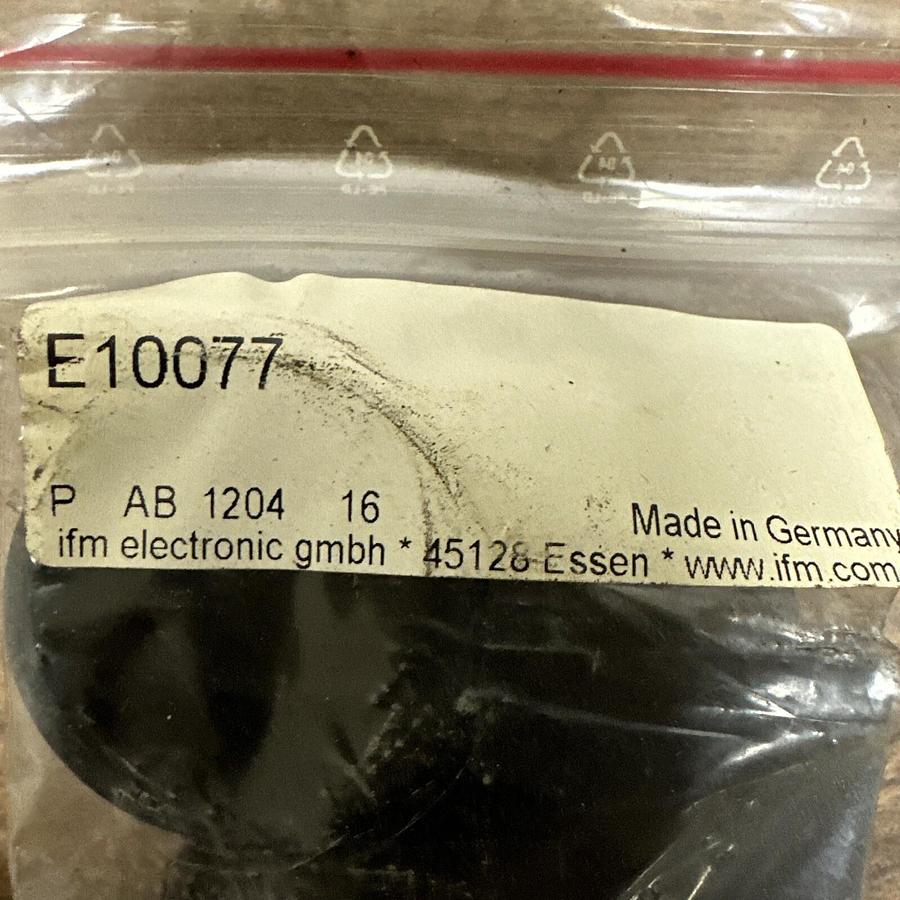 E10077
P AB 1204 16
Made in Germany
ifm electronic gmbh * 45128 Essen * www.ifm.com